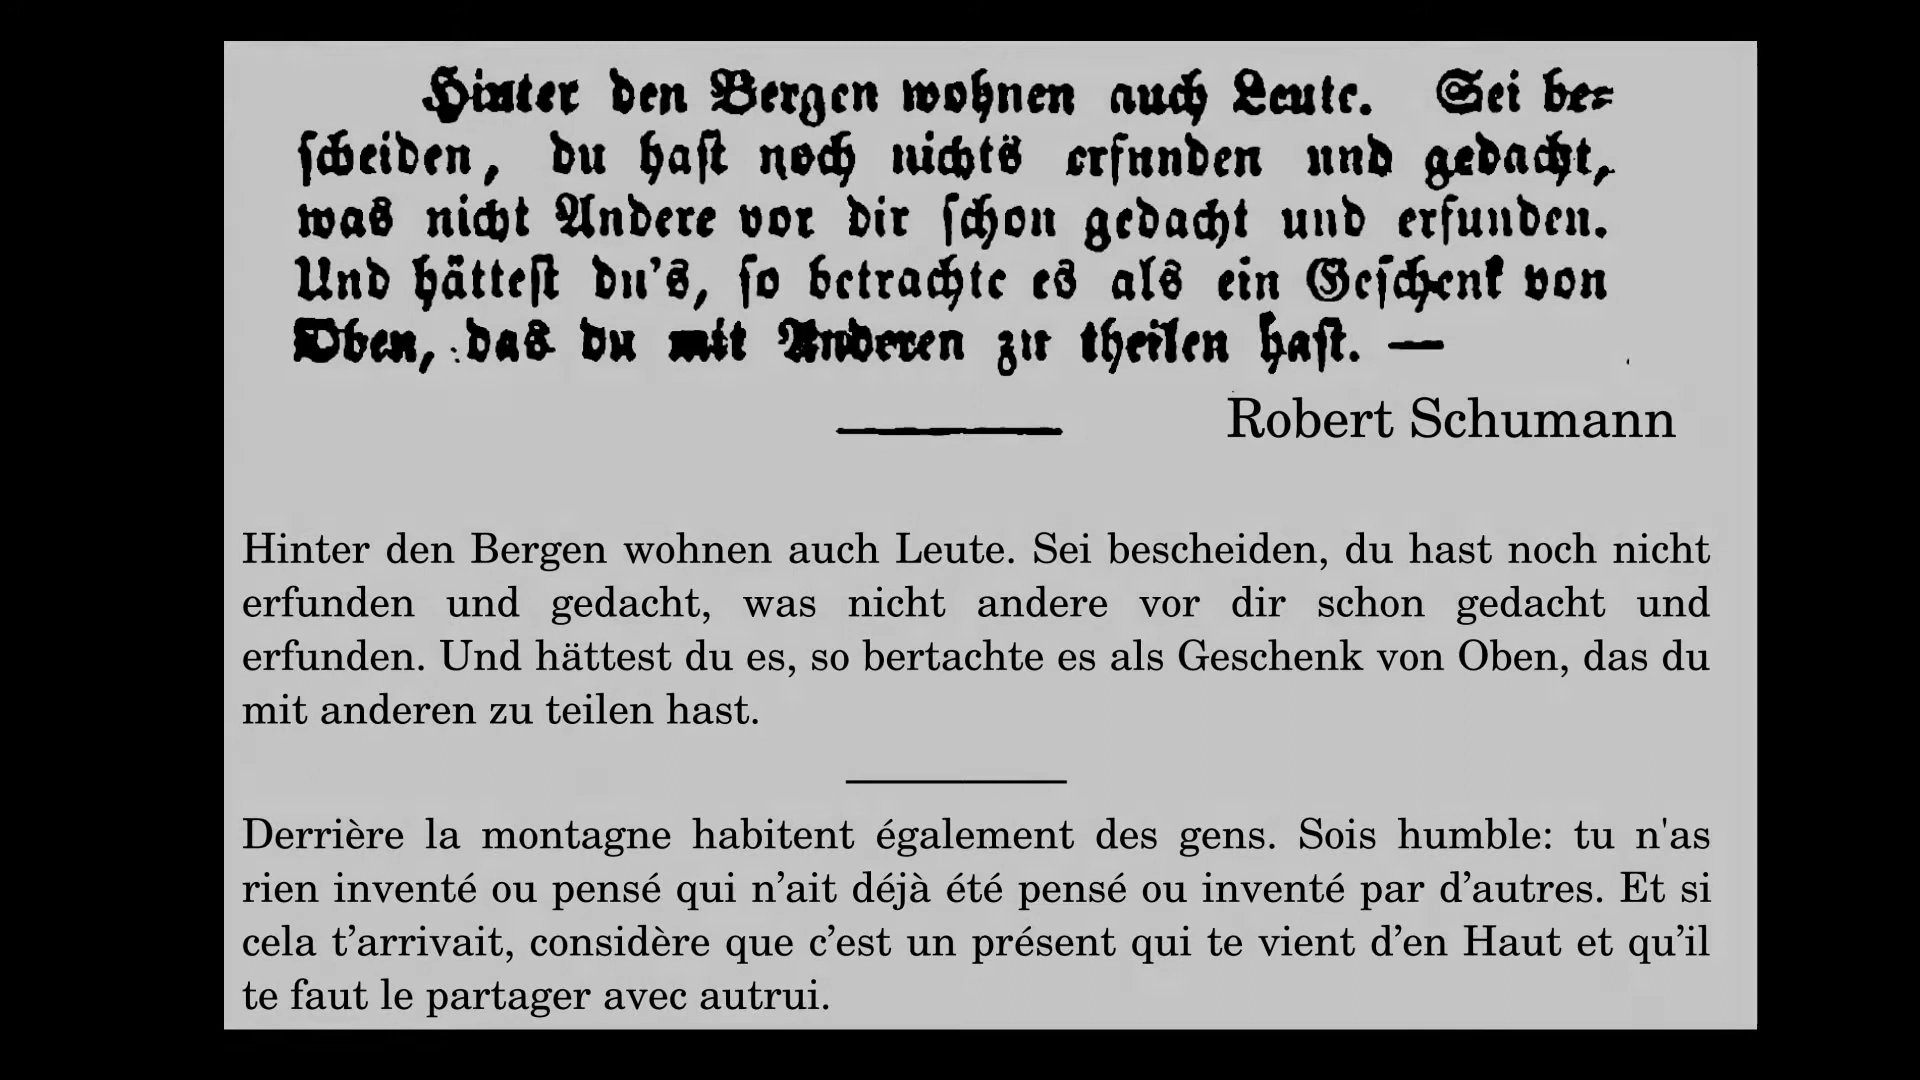 Hinter den Bergen wohnen auch Leute. Sei be-
ſcheiden, du haſt noch nichts erfunden und gedacht,
was nicht Andere vor dir ſchon gedacht und erfunden.
Und hätteſt du's, ſo betrachte es als ein Geſchenk von
Oben, das du mit Anderen zu theilen haſt. —
Robert Schumann
Hinter den Bergen wohnen auch Leute. Sei bescheiden, du hast noch nicht
erfunden und gedacht, was nicht andere vor dir schon gedacht und
erfunden. Und hättest du es, so bertachte es als Geschenk von Oben, das du
mit anderen zu teilen hast.
Derrière la montagne habitent également des gens. Sois humble: tu n'as
rien inventé ou pensé qui n’ait déjà été pensé ou inventé par d’autres. Et si
cela t’arrivait, considère que c’est un présent qui te vient d’en Haut et qu’il
te faut le partager avec autrui.